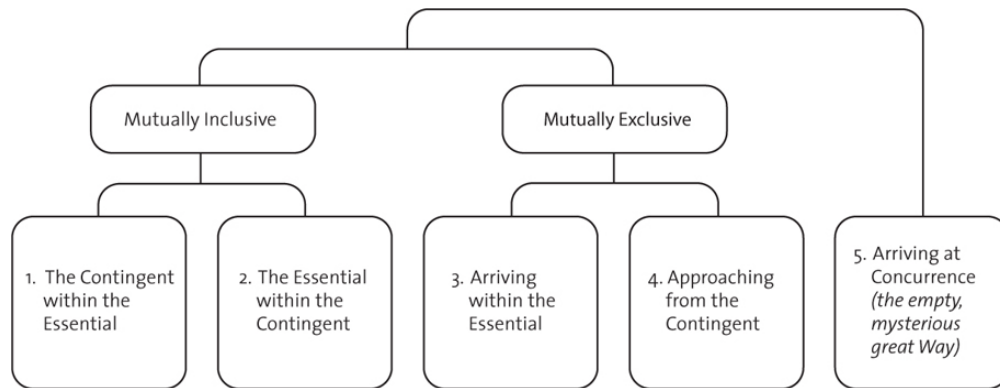 Mutually Inclusive
Mutually Exclusive
1. The Contingent
within the
Essential
2. The Essential
within the
Contingent
3. Arriving
within the
Essential
4. Approaching
from the
Contingent
5. Arriving at
Concurrence
(the empty,
mysterious
great Way)